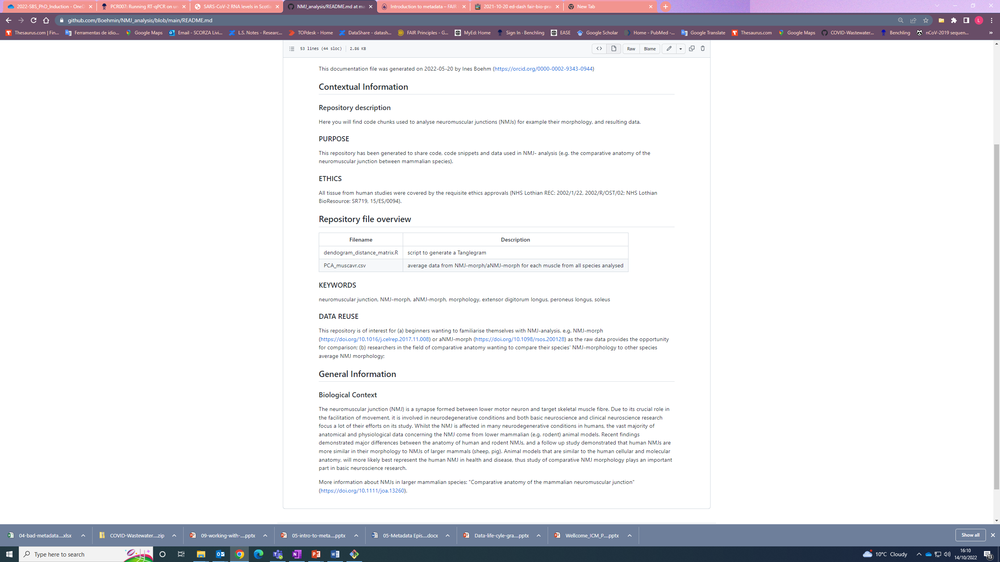 2022-SBS_PhD_Induction - OneD
PCR007: Running RT-qPCR on un
SARS-CoV-2 RNA levels in Scotla
NMJ_analysis/README.md at ma
Introduction to metadata – FAIR
2021-10-20 ed-dash fair-bio-pra
New Tab
github.com/Boehmin/NMJ_analysis/blob/main/README.md
L
Thesaurus.com | Fin...
Ferramentas de idio...
Google Maps
Email - SCORZA Livi...
L.S. Notes - Researc...
TOPdesk - Home
DataShare - datash...
FAIR Principles - G...
MyEd: Home
Sign In · Benchling
EASE
Google Scholar
Home - PubMed -...
Google Translate
Thesaurus.com
Google Maps
COVID-Wastewater...
Benchling
nCoV-2019 sequen...
»
53 lines (44 sloc)
2.86 KB
<>
Raw
Blame
This documentation file was generated on 2022-05-20 by Ines Boehm (https://orcid.org/0000-0002-9343-0944)
Contextual Information
Repository description
Here you will find code chunks used to analyse neuromuscular junctions (NMJs) for example their morphology, and resulting data.
PURPOSE
This repository has been generated to share code, code snippets and data used in NMJ- analysis (e.g. the comparative anatomy of the
neuromuscular junction between mammalian species).
ETHICS
All tissue from human studies were covered by the requisite ethics approvals (NHS Lothian REC: 2002/1/22, 2002/R/OST/02; NHS Lothian
BioResource: SR719, 15/ES/0094).
Repository file overview
Filename
Description
dendogram_distance_matrix.R
script to generate a Tanglegram
PCA_muscavr.csv
average data from NMJ-morph/aNMJ-morph for each muscle from all species analysed
KEYWORDS
neuromuscular junction, NMJ-morph, aNMJ-morph, morphology, extensor digitorum longus, peroneus longus, soleus
DATA REUSE
This repository is of interest for (a) beginners wanting to familiarise themselves with NMJ-analysis. e.g. NMJ-morph
(https://doi.org/10.1016/j.celrep.2017.11.008) or aNMJ-morph (https://doi.org/10.1098/rsos.200128) as the raw data provides the opportunity
for comparison; (b) researchers in the field of comparative anatomy wanting to compare their species' NMJ-morphology to other species
average NMJ morphology;
General Information
Biological Context
The neuromuscular junction (NMJ) is a synapse formed between lower motor neuron and target skeletal muscle fibre. Due to its crucial role in
the facilitation of movement, it is involved in neurodegenerative conditions and both basic neuroscience and clinical neuroscience research
focus a lot of their efforts on its study. Whilst the NMJ is affected in many neurodegenerative conditions in humans, the vast majority of
anatomical and physiological data concerning the NMJ come from lower mammalian (e.g. rodent) animal models. Recent findings
demonstrated major differences between the anatomy of human and rodent NMJs, and a follow up study demonstrated that human NMJs are
more similar in their morphology to NMJs of larger mammals (sheep, pig). Animal models that are similar to the human cellular and molecular
anatomy, will more likely best represent the human NMJ in health and disease, thus study of comparative NMJ morphology plays an important
part in basic neuroscience research.
More information about NMJs in larger mammalian species: "Comparative anatomy of the mammalian neuromuscular junction"
(https://doi.org/10.1111/joa.13260).
04-bad-metadata....xlsx
COVID-Wastewater....zip
09-working-with-....pptx
05-intro-to-meta....pptx
05-Metadata Epis....docx
Data-life-cyle-gra....pptx
Wellcome_ICM_P....pptx
Show all
Type here to search
10°C Cloudy
16:10
14/10/2022
13